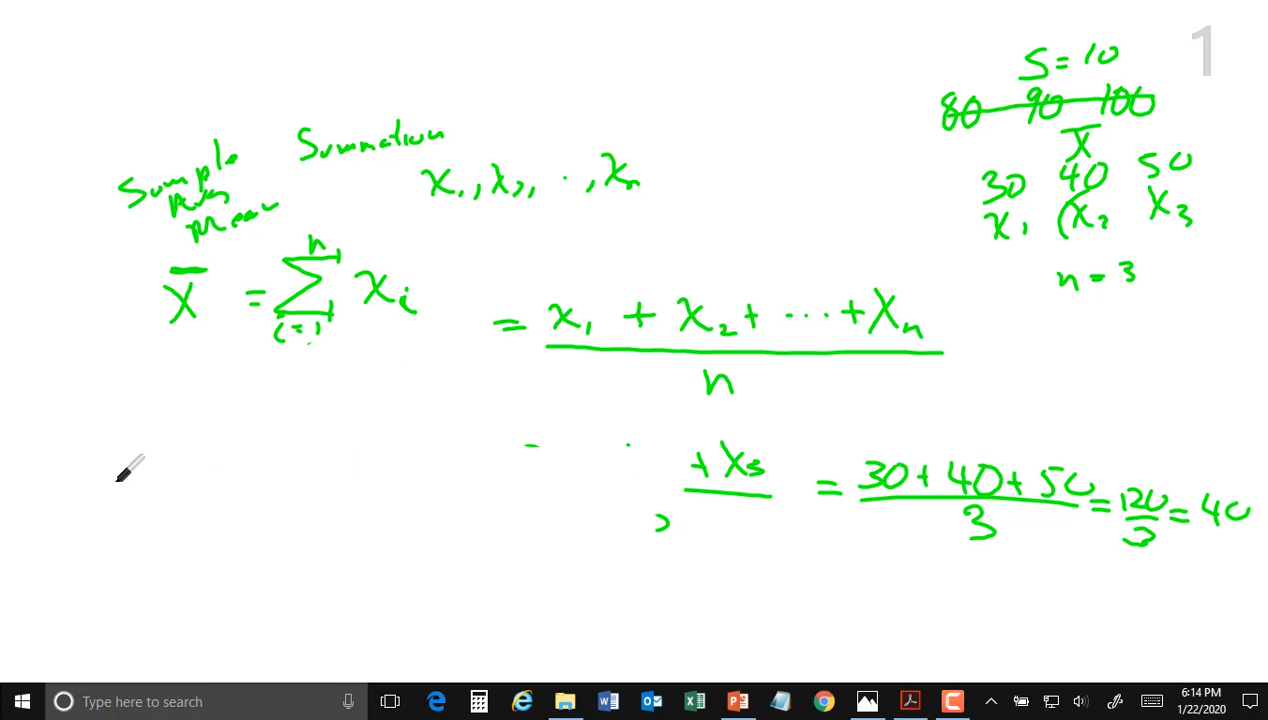 1
S = 10
80 90 100
X̄
Summation
x₁, x₂, ..., xₙ
30 40 50
x₁ (x₂ x₃
Sample
Mean
n = 3
X̄ = ∑ⁿᵢ₌₁ xᵢ
= x₁ + x₂ + ... + xₙ
n
+ x₃ = 30 + 40 + 50 = 120 = 40
3 3
Type here to search
6:14 PM
1/22/2020